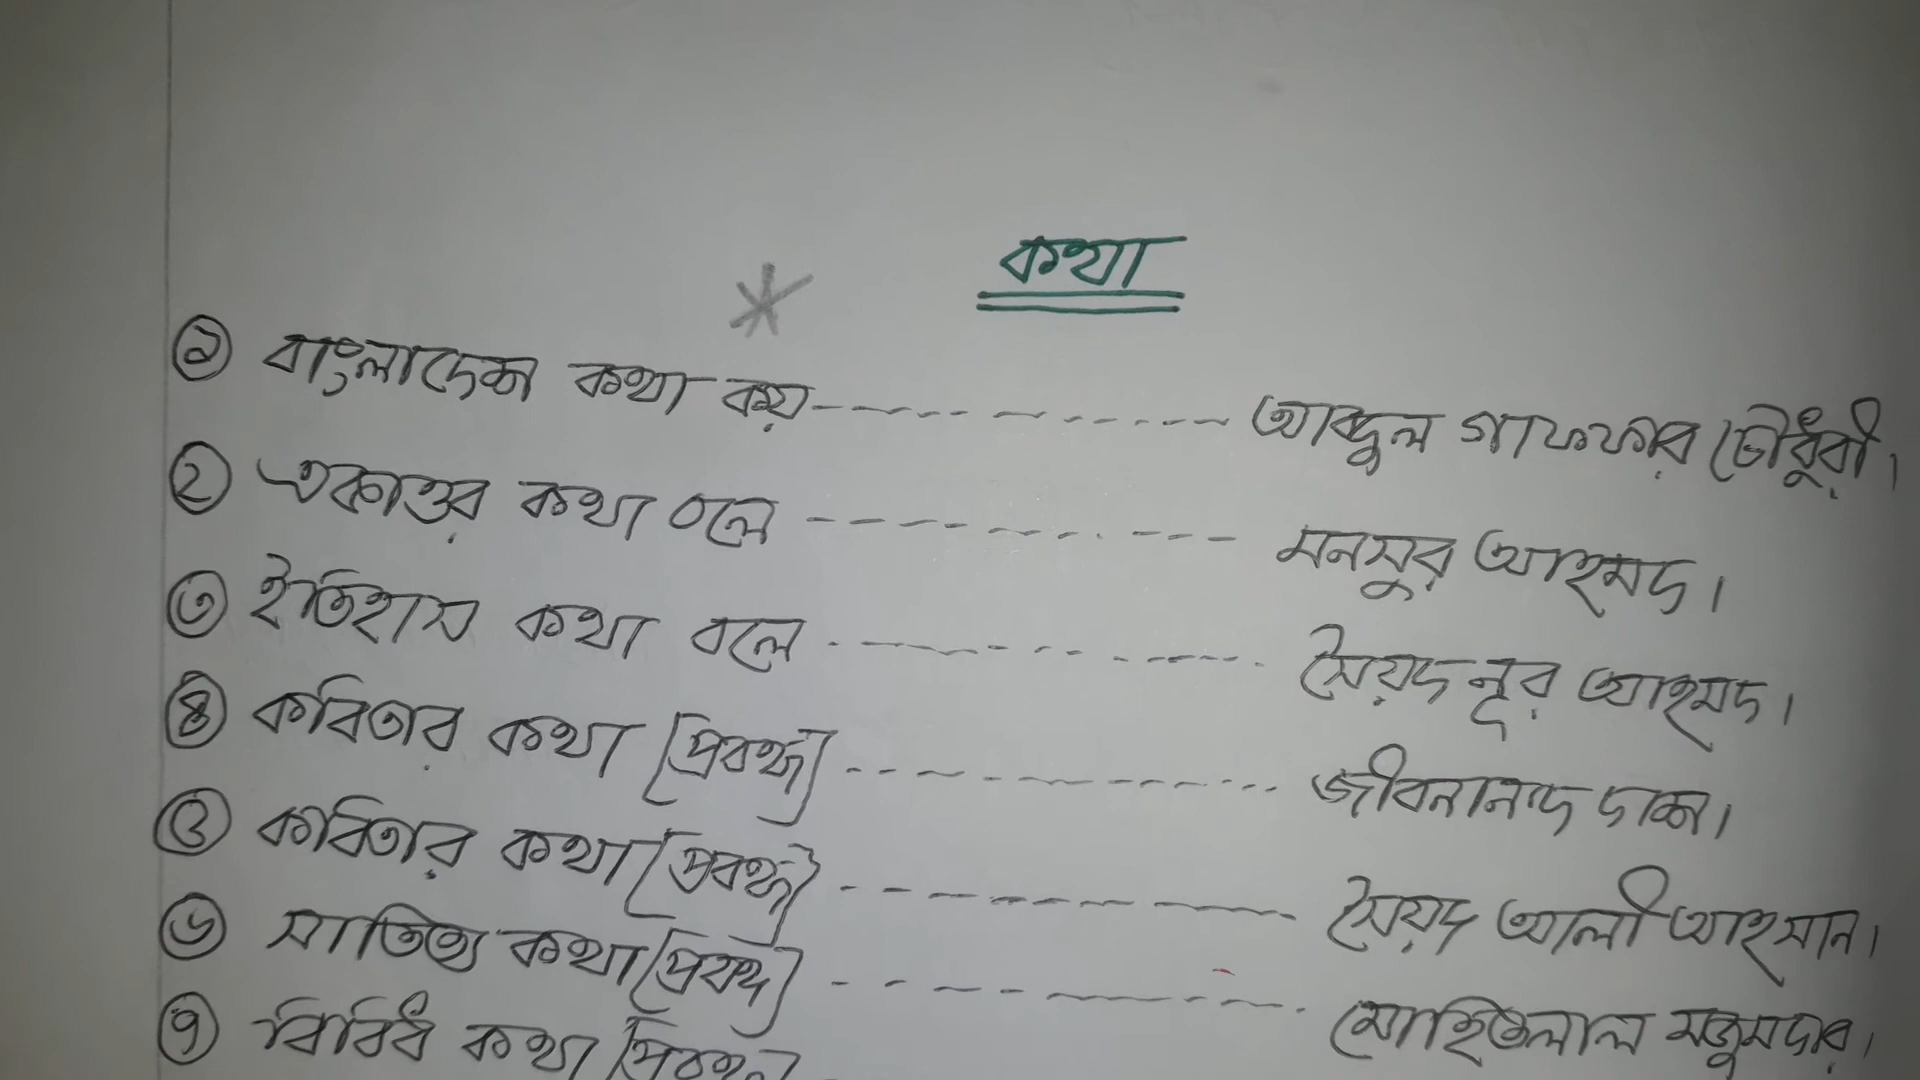 কথা
১ বাংলাদেশ কথা কয়---------- আব্দুল গাফফার চৌধুরী।
২ একাত্তর কথা বলে ---------- মনসুর আহমদ।
৩ ইতিহাস কথা বলে ---------- সৈয়দ নূর আহমদ।
৪ কবিতার কথা [প্রবন্ধ] ---------- জীবনানন্দ দাশ।
৫ কবিতার কথা [প্রবন্ধ] ---------- সৈয়দ আলী আহসান।
৬ সাহিত্য কথা [প্রবন্ধ] ---------- মোহিতলাল মজুমদার।
৭ বিবিধ কথা [প্রবন্ধ]